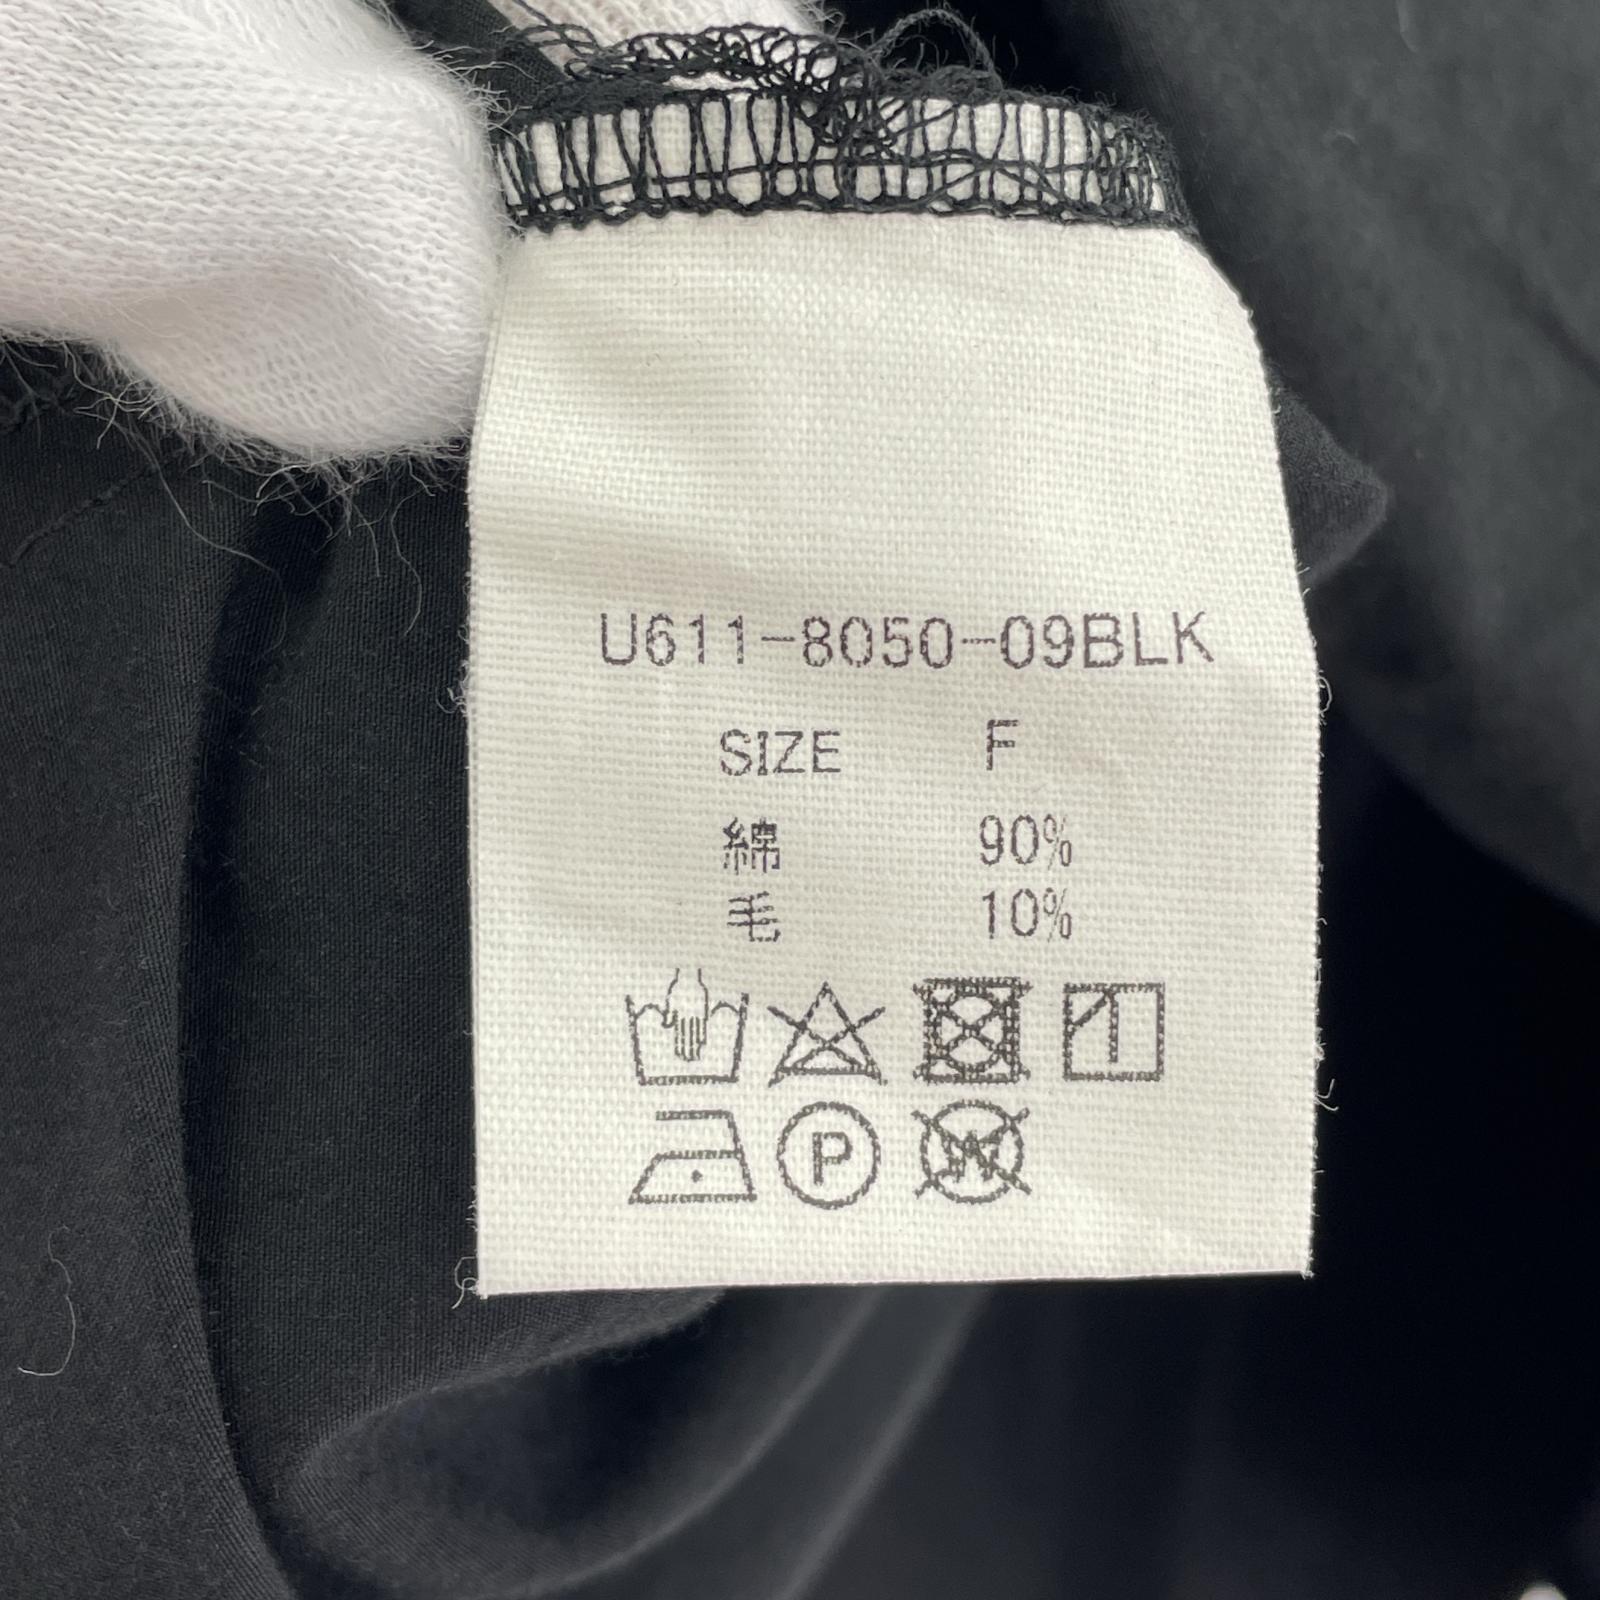 U611-8050-09BLK
SIZE F
綿 90%
毛 10%
P
W